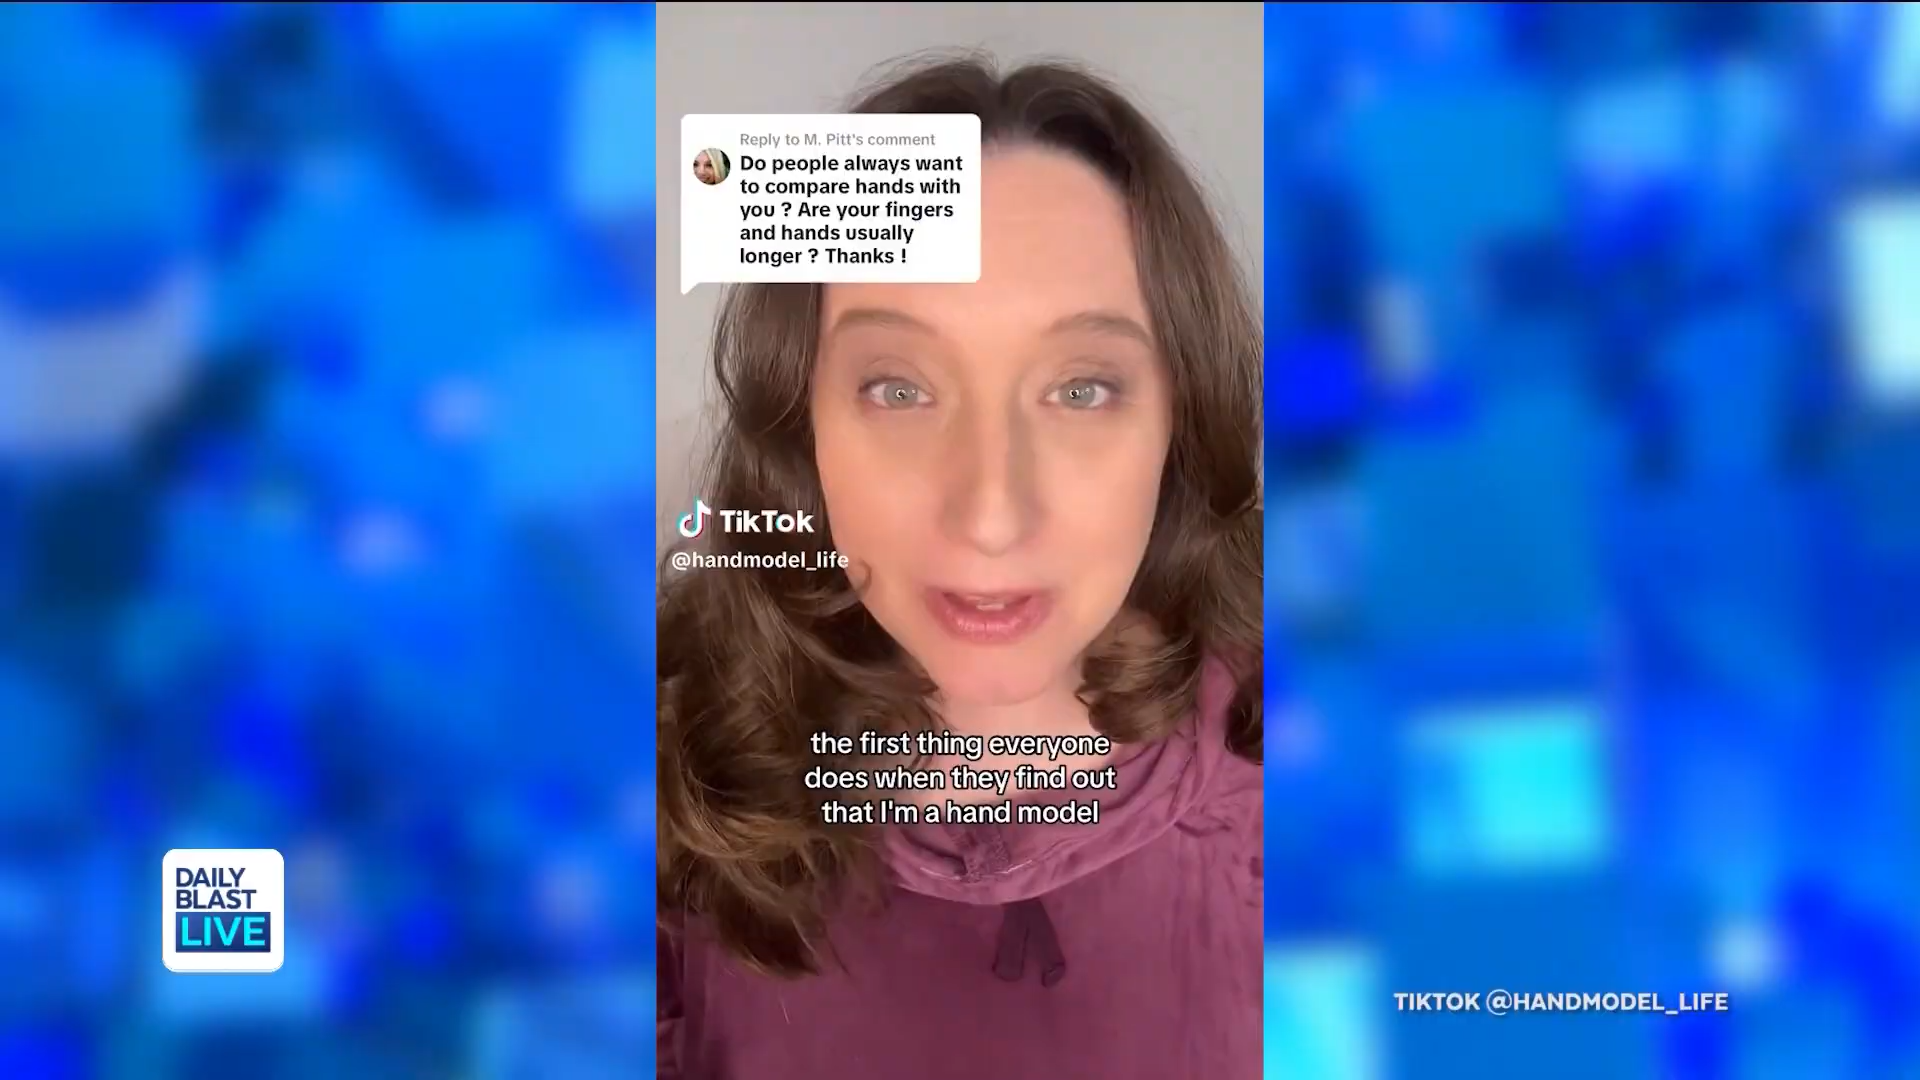 Reply to M. Pitt's comment
Do people always want
to compare hands with
you ? Are your fingers
and hands usually
longer ? Thanks !
TikTok
@handmodel_life
the first thing everyone
does when they find out
that I'm a hand model
DAILY
BLAST
LIVE
TIKTOK @HANDMODEL_LIFE